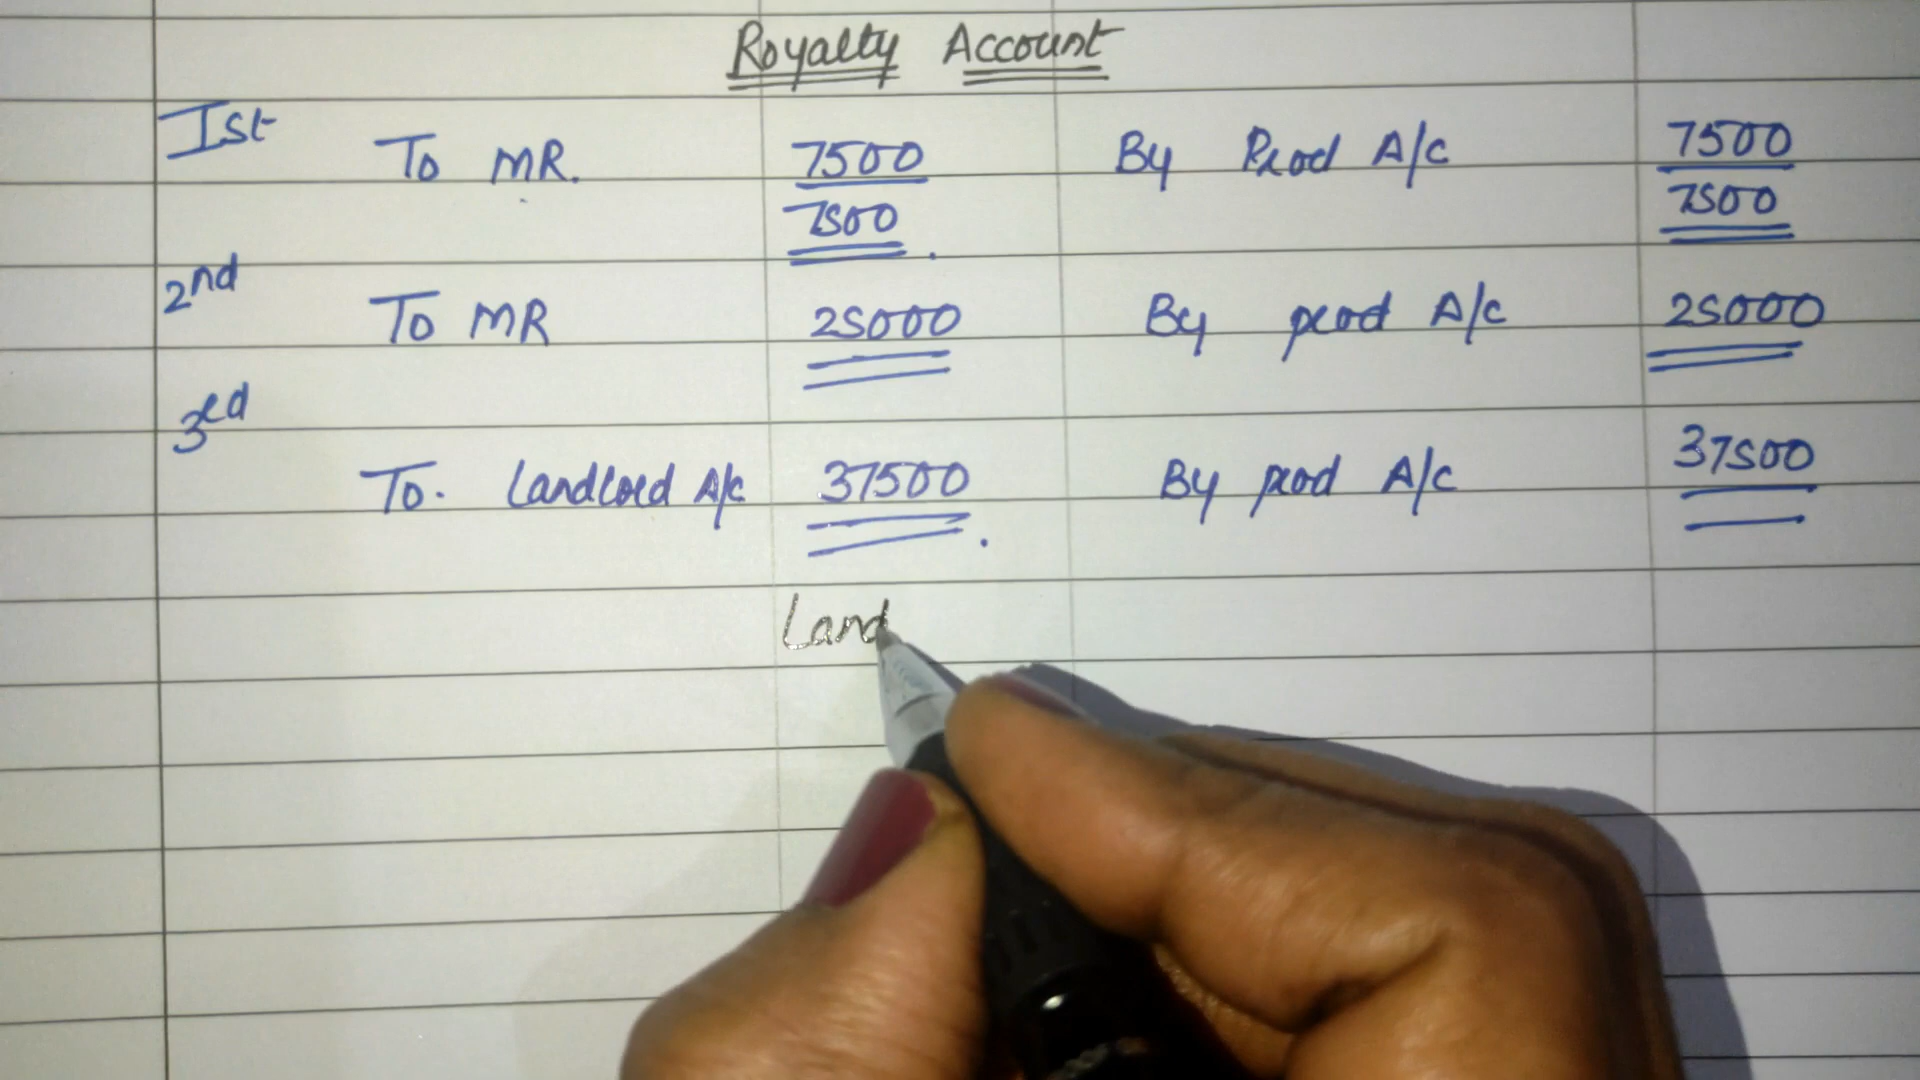 Royalty Account
Ist
To MR. 7500 By Prod A/c 7500
7500 7500
2nd
To MR 25000 By prod A/c 25000
3rd
To. Landlord A/c 37500 By prod A/c 37500
Land